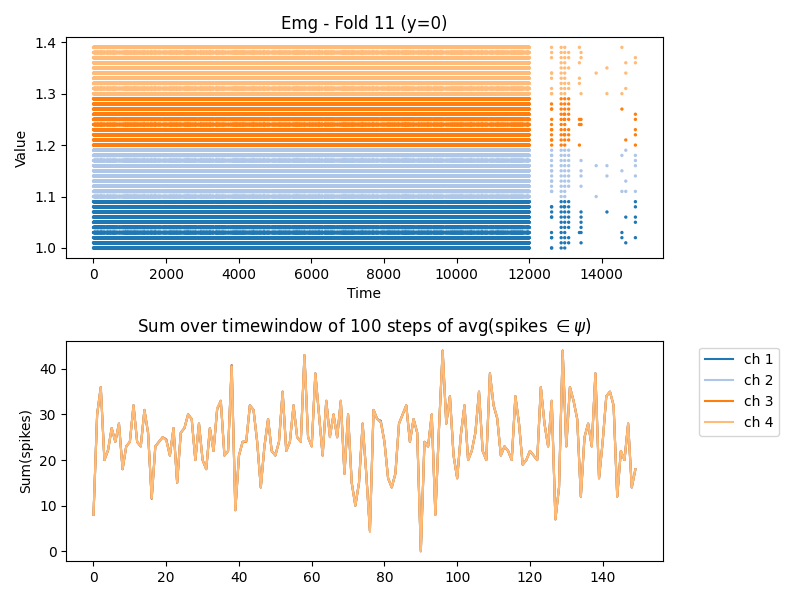 Emg - Fold 11 (y=0)
Value
1.4
1.3
1.2
1.1
1.0
0 2000 4000 6000 8000 10000 12000 14000
Time
Sum over timewindow of 100 steps of avg(spikes ∈ ψ)
Sum(spikes)
40
30
20
10
0
0 20 40 60 80 100 120 140
ch 1
ch 2
ch 3
ch 4